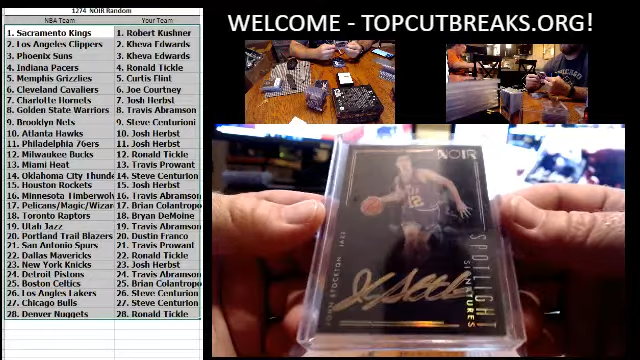 1274 NOIR Random
NBA Team Your Team
1. Sacramento Kings 1. Robert Kushner
2. Los Angeles Clippers 2. Kheva Edwards
3. Phoenix Suns 3. Kheva Edwards
4. Indiana Pacers 4. Ronald Tickle
5. Memphis Grizzlies 5. Curtis Flint
6. Cleveland Cavaliers 6. Joe Courtney
7. Charlotte Hornets 7. Josh Herbst
8. Golden State Warriors 8. Travis Abramson
9. Brooklyn Nets 9. Steve Centurioni
10. Atlanta Hawks 10. Josh Herbst
11. Philadelphia 76ers 11. Josh Herbst
12. Milwaukee Bucks 12. Ronald Tickle
13. Miami Heat 13. Travis Prowant
14. Oklahoma City Thunde 14. Steve Centurion
15. Houston Rockets 15. Josh Herbst
16. Minnesota Timberwolv 16. Travis Abramson
17. Pelicans/Magic/Wizar 17. Brian Colantropo
18. Toronto Raptors 18. Bryan DeMoine
19. Utah Jazz 19. Travis Abramson
20. Portland Trail Blazers 20. Dustin Franco
21. San Antonio Spurs 21. Travis Prowant
22. Dallas Mavericks 22. Ronald Tickle
23. New York Knicks 23. Josh Herbst
24. Detroit Pistons 24. Travis Abramson
25. Boston Celtics 25. Brian Colantropo
26. Los Angles Lakers 26. Steve Centurion
27. Chicago Bulls 27. Steve Centurion
28. Denver Nuggets 28. Ronald Tickle
WELCOME - TOPCUTBREAKS.ORG!
NOIR
12
SPOTLIGHT
SIGNATURES
JOHN STOCKTON JAZZ